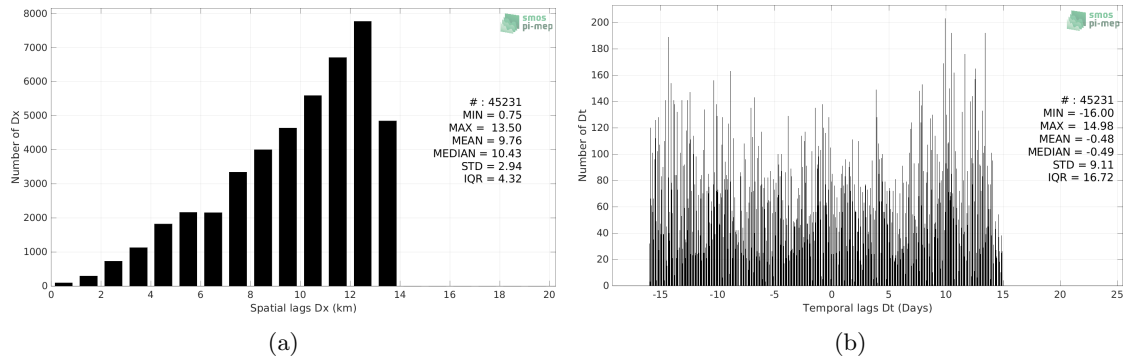 8000
7000
6000
5000
4000
3000
2000
1000
0
Number of Dx
0 2 4 6 8 10 12 14 16 18 20
Spatial lags Dx (km)
smos
pi-mep
# : 45231
MIN = 0.75
MAX = 13.50
MEAN = 9.76
MEDIAN = 10.43
STD = 2.94
IQR = 4.32
(a)
200
180
160
140
120
100
80
60
40
20
0
Number of Dt
-15 -10 -5 0 5 10 15 20 25
Temporal lags Dt (Days)
smos
pi-mep
# : 45231
MIN = -16.00
MAX = 14.98
MEAN = -0.48
MEDIAN = -0.49
STD = 9.11
IQR = 16.72
(b)